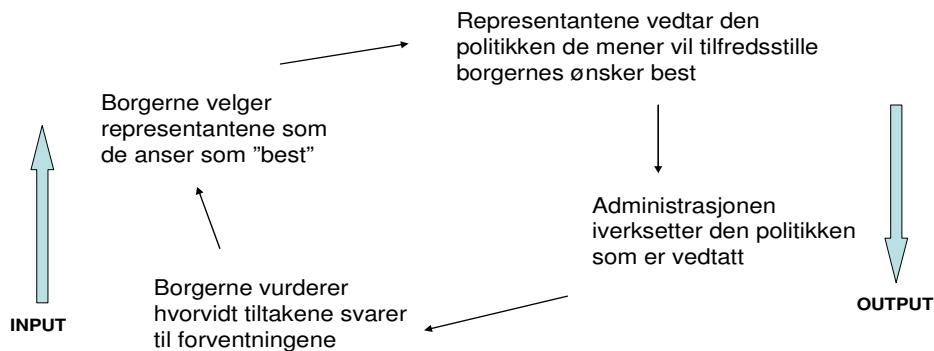 Representantene vedtar den
politikken de mener vil tilfredsstille
borgernes ønsker best
Borgerne velger
representantene som
de anser som ”best”
Administrasjonen
iverksetter den politikken
som er vedtatt
Borgerne vurderer
hvorvidt tiltakene svarer
til forventningene
INPUT
OUTPUT